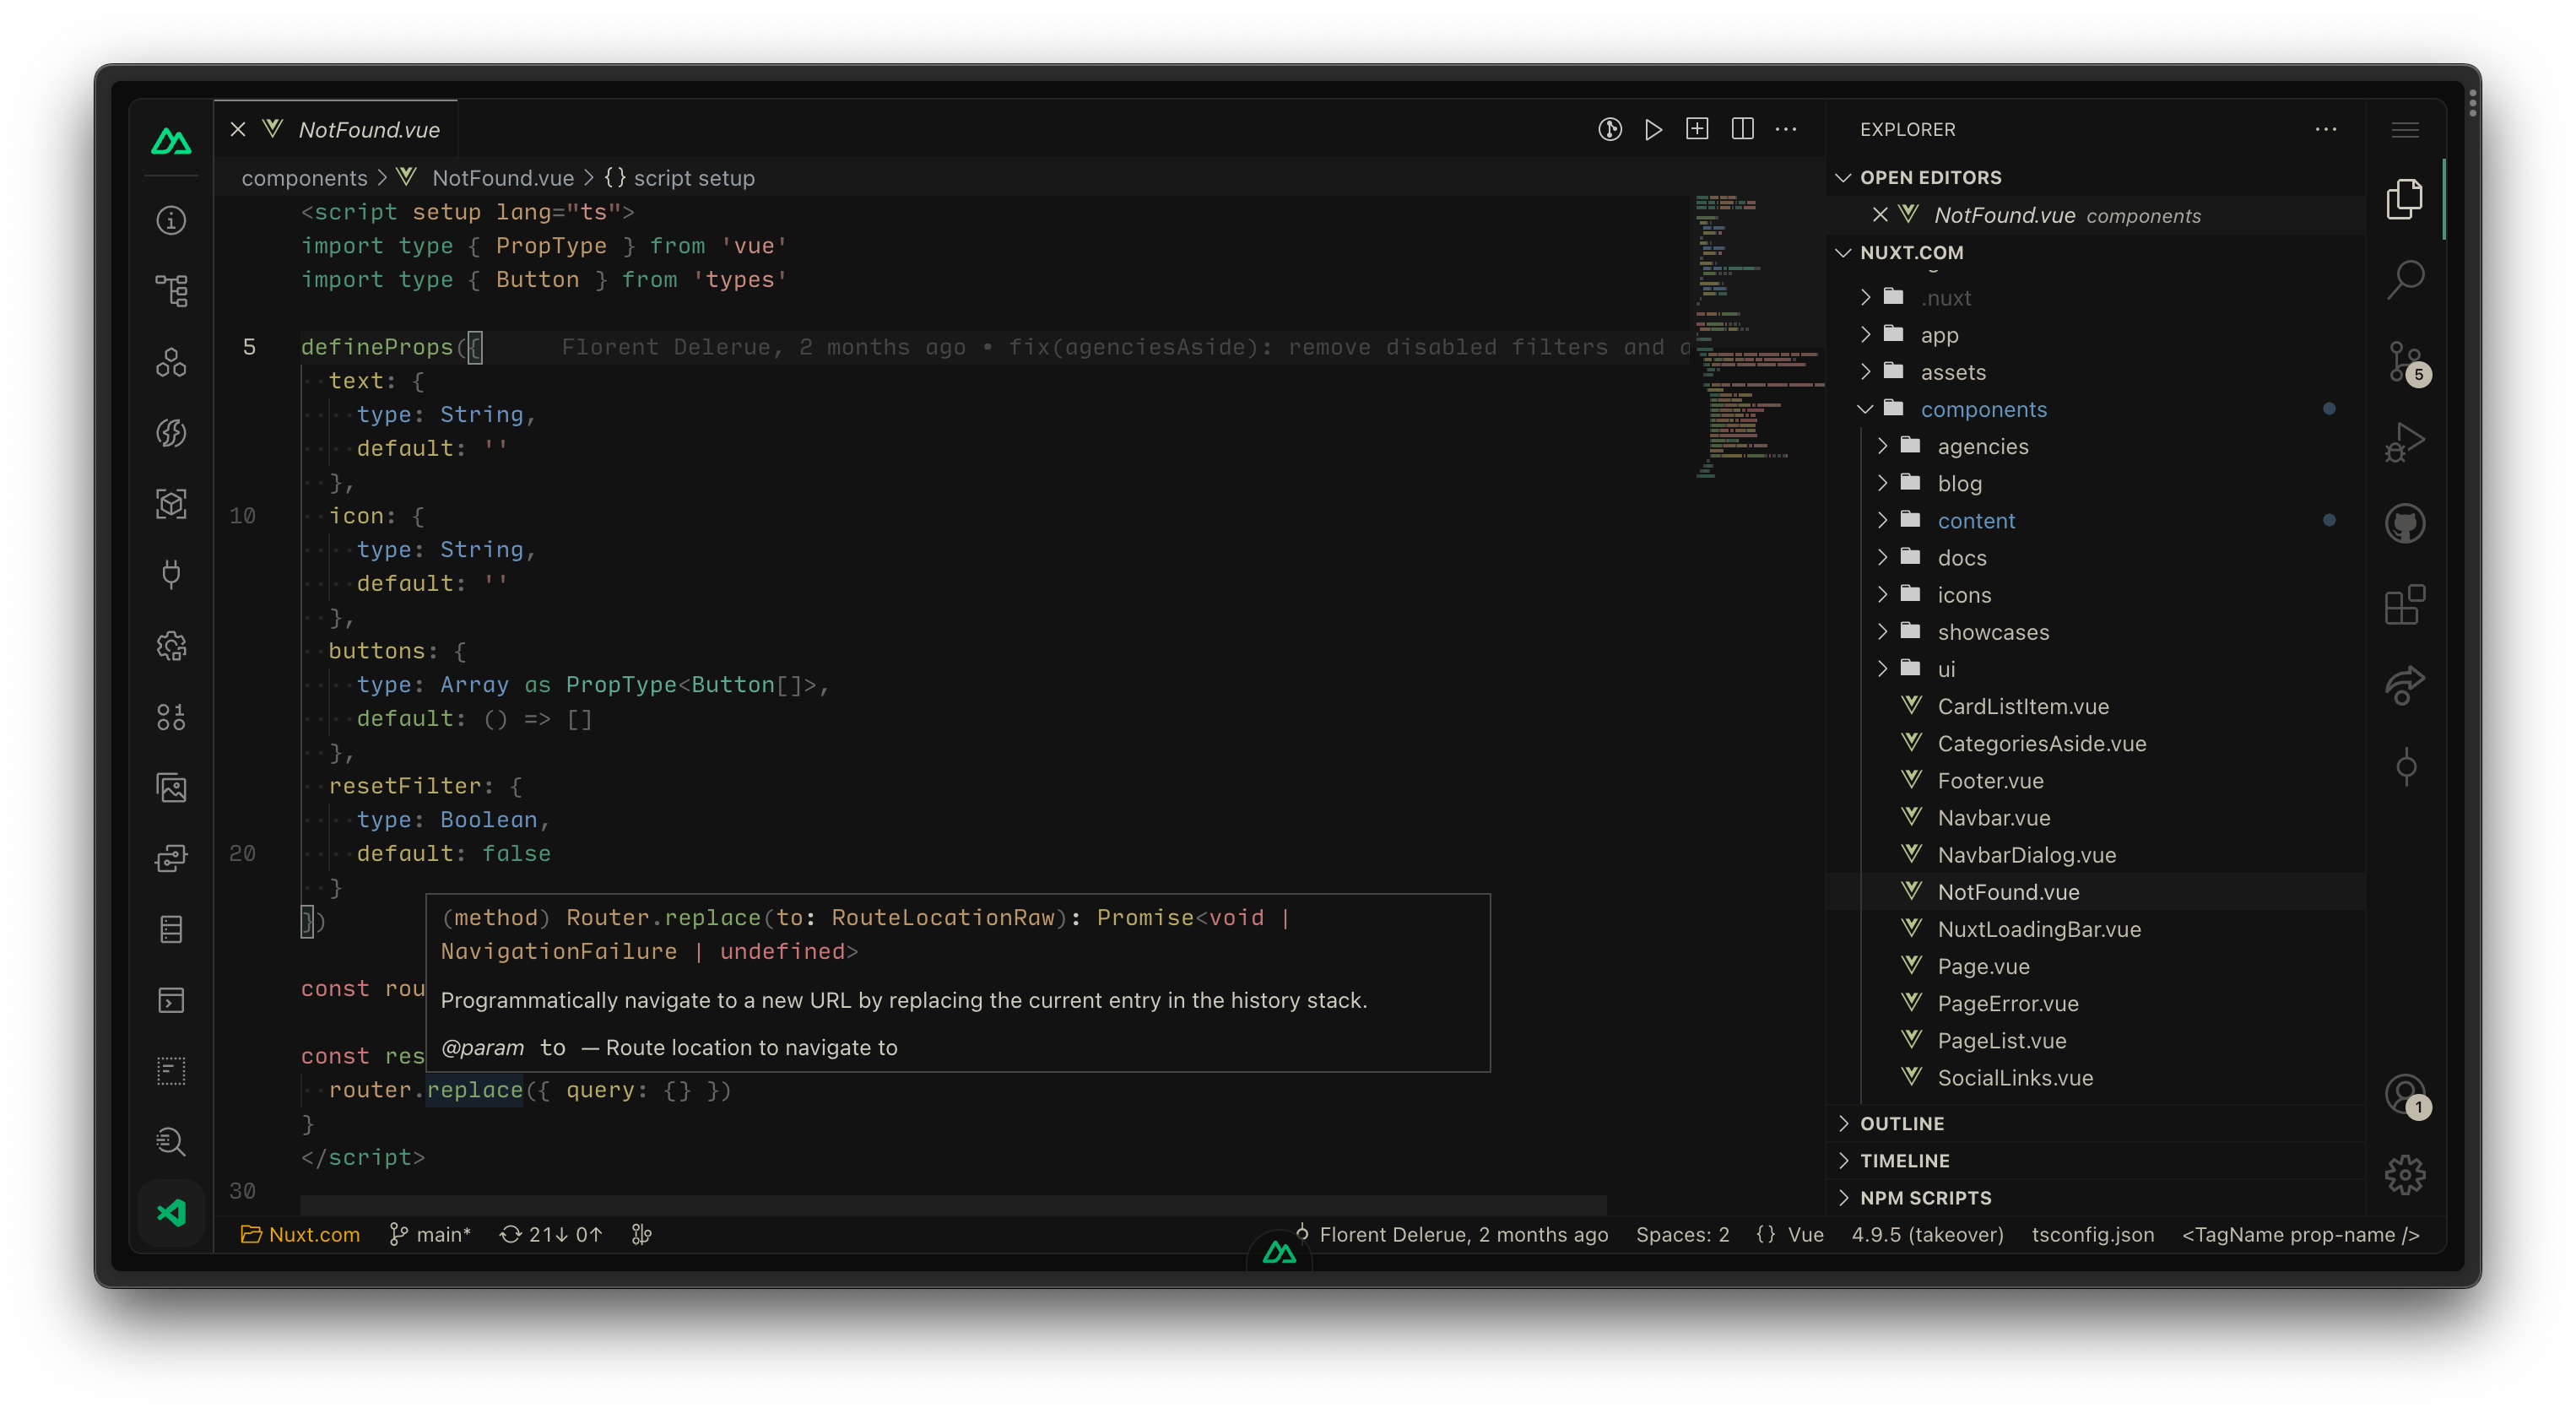 NotFound.vue
components > NotFound.vue > {} script setup
<script setup lang="ts">
import type { PropType } from 'vue'
import type { Button } from 'types'
5 defineProps({ Florent Delerue, 2 months ago • fix(agenciesAside): remove disabled filters and a
text: {
type: String,
default: ''
},
10 icon: {
type: String,
default: ''
},
buttons: {
type: Array as PropType<Button[]>,
default: () => []
},
resetFilter: {
type: Boolean,
20 default: false
}
})
(method) Router.replace(to: RouteLocationRaw): Promise<void |
NavigationFailure | undefined>
Programmatically navigate to a new URL by replacing the current entry in the history stack.
@param to — Route location to navigate to
const rou
const res
router.replace({ query: {} })
}
</script>
30
EXPLORER
OPEN EDITORS
NotFound.vue components
NUXT.COM
.nuxt
app
assets
components
agencies
blog
content
docs
icons
showcases
ui
CardListItem.vue
CategoriesAside.vue
Footer.vue
Navbar.vue
NavbarDialog.vue
NotFound.vue
NuxtLoadingBar.vue
Page.vue
PageError.vue
PageList.vue
SocialLinks.vue
OUTLINE
TIMELINE
NPM SCRIPTS
5
1
Nuxt.com main* 21↓ 0↑ Florent Delerue, 2 months ago Spaces: 2 {} Vue 4.9.5 (takeover) tsconfig.json <TagName prop-name />